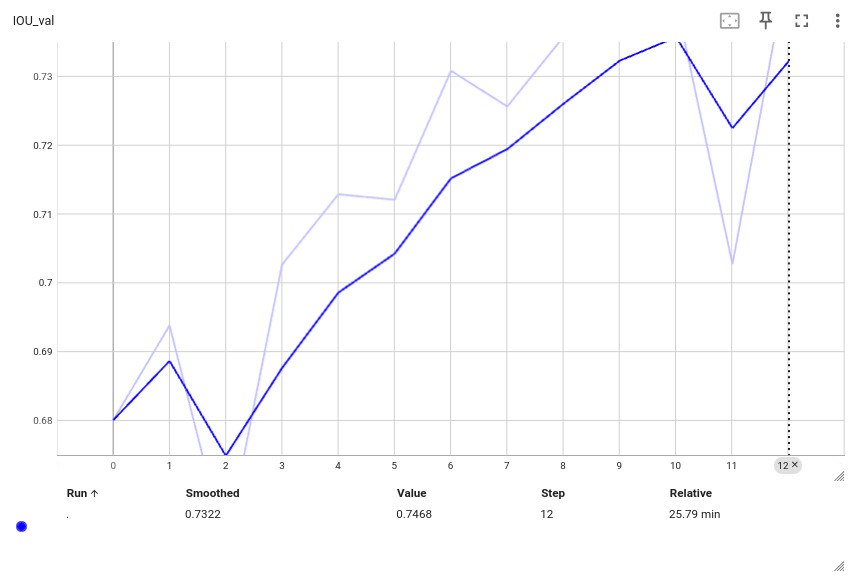 IOU_val
0.73
0.72
0.71
0.7
0.69
0.68
0 1 2 3 4 5 6 7 8 9 10 11 12 ×
Run ↑ Smoothed Value Step Relative
. 0.7322 0.7468 12 25.79 min